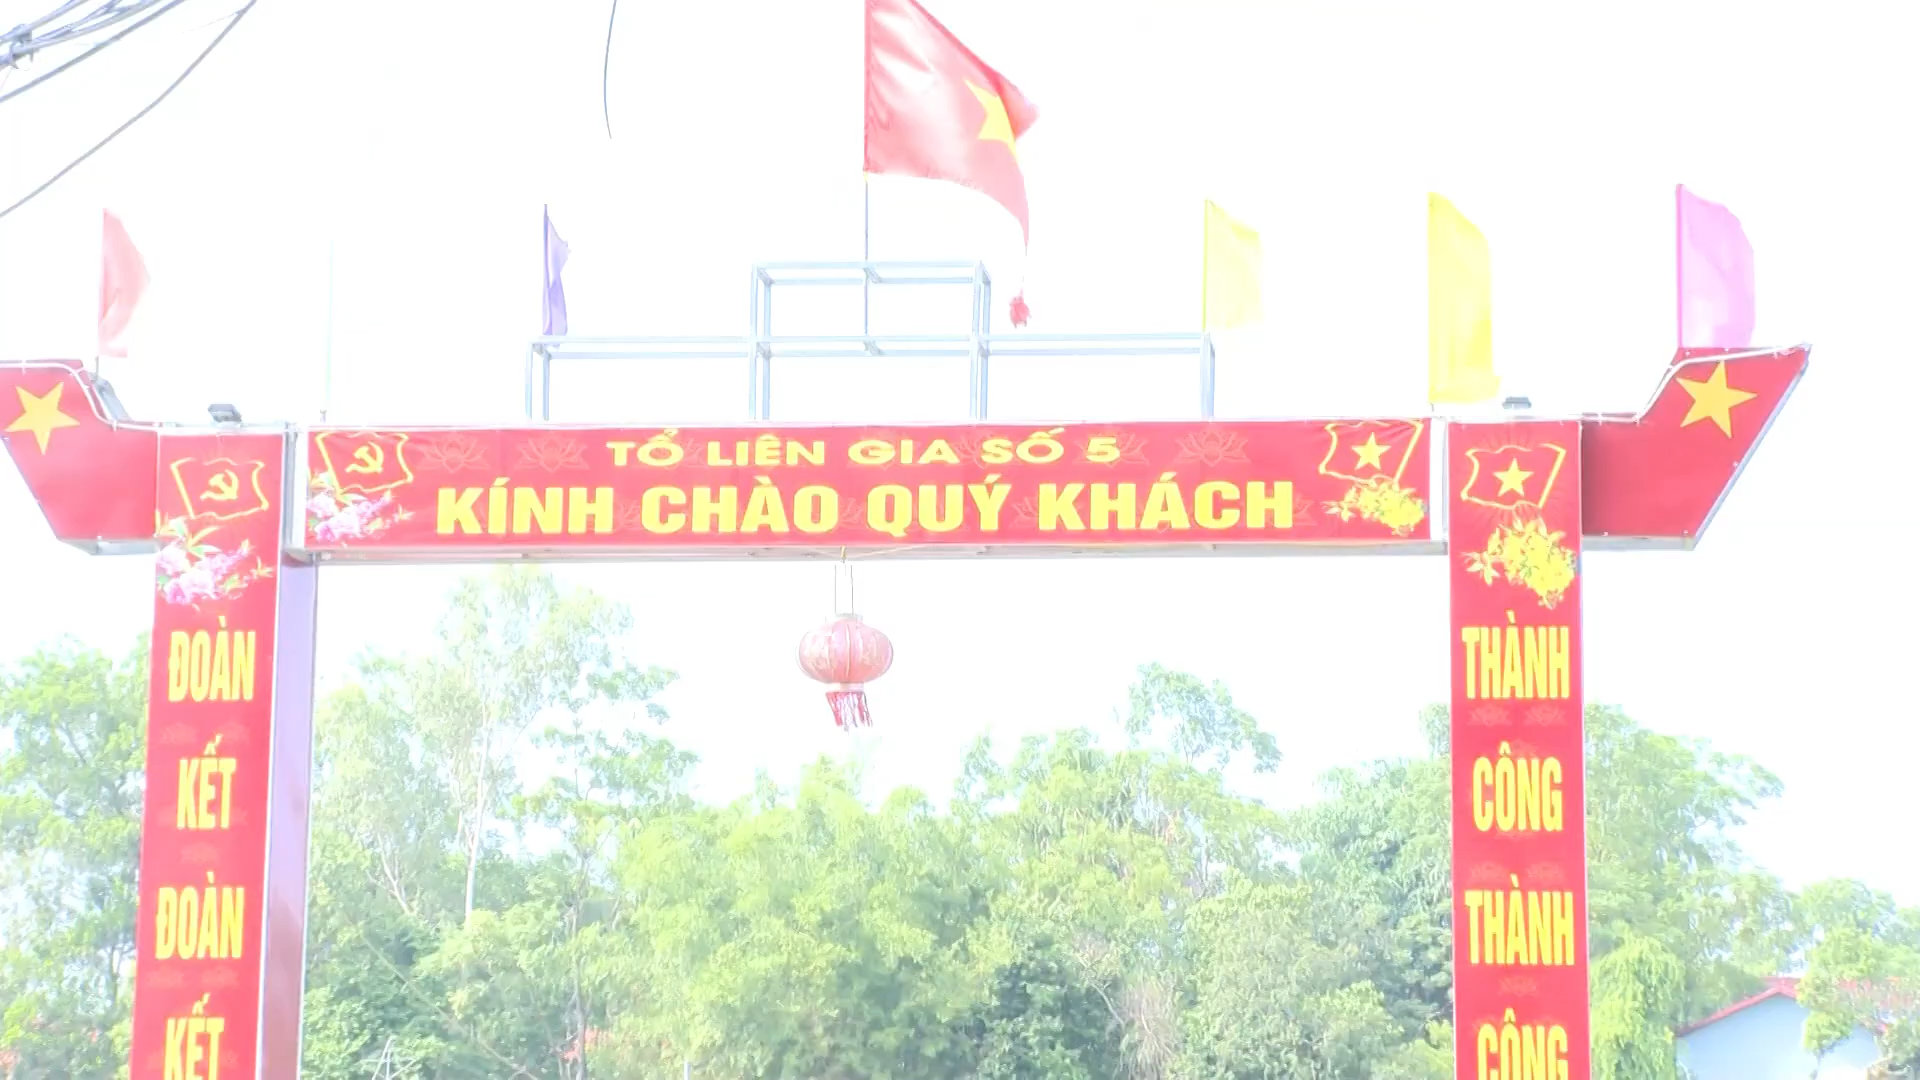 TỔ LIÊN GIA SỐ 5
KÍNH CHÀO QUÝ KHÁCH
ĐOÀN
KẾT
ĐOÀN
KẾT
THÀNH
CÔNG
THÀNH
CÔNG